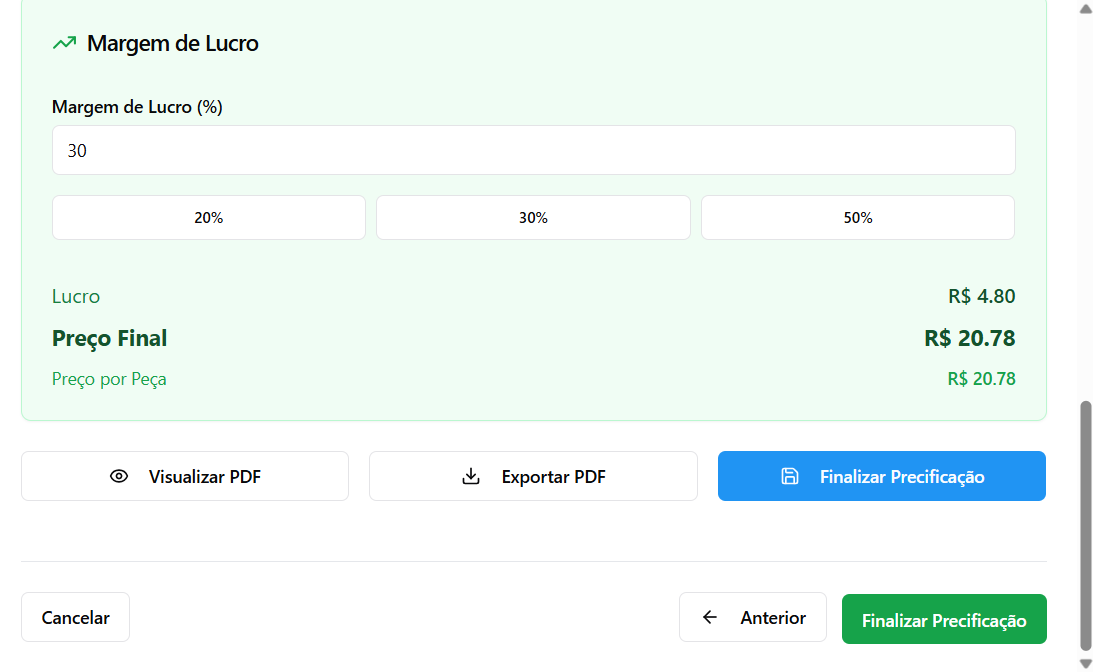 Margem de Lucro
Margem de Lucro (%)
30
20% 30% 50%
Lucro R$ 4.80
Preço Final R$ 20.78
Preço por Peça R$ 20.78
Visualizar PDF Exportar PDF Finalizar Precificação
Cancelar Anterior Finalizar Precificação